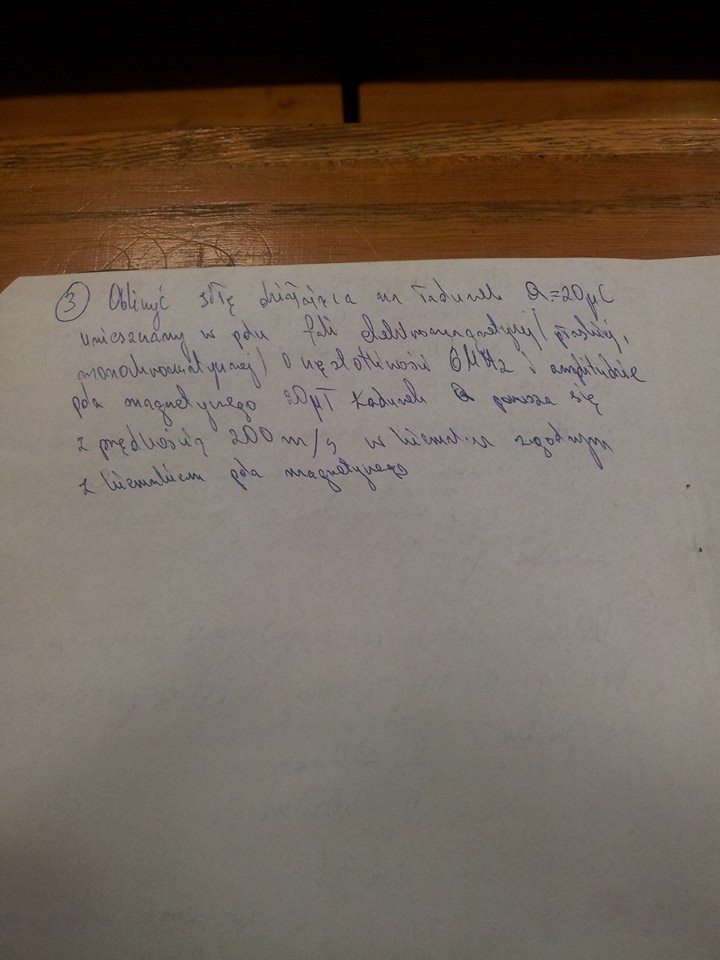 ③ Obliczyć siłę działającą na ładunek Q=20μC
umieszczony w polu fali elektromagnetycznej /płaskiej,
monochromatycznej/ o częstotliwości 6MHz i amplitudzie
pola magnetycznego 20μT Ładunek Q porusza się
z prędkością 200 m/s w kierunku zgodnym
z kierunkiem pola magnetycznego